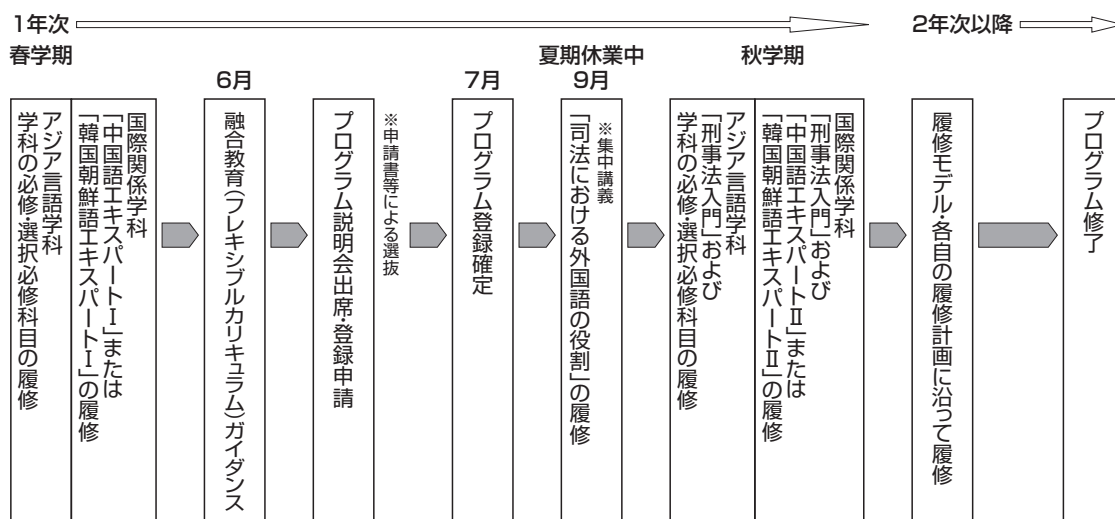 1年次
2年次以降
春学期
夏期休業中
秋学期
6月
7月
9月
アジア言語学科
学科の必修・選択必修科目の履修
国際関係学科
「中国語エキスパートⅠ」または
「韓国朝鮮語エキスパートⅠ」の履修
融合教育(フレキシブルカリキュラム)ガイダンス
プログラム説明会出席・登録申請
※申請書等による選抜
プログラム登録確定
※集中講義
「司法における外国語の役割」の履修
アジア言語学科
「刑事法入門」および
学科の必修・選択必修科目の履修
国際関係学科
「刑事法入門」および
「中国語エキスパートⅡ」または
「韓国朝鮮語エキスパートⅡ」の履修
履修モデル・各自の履修計画に沿って履修
プログラム修了